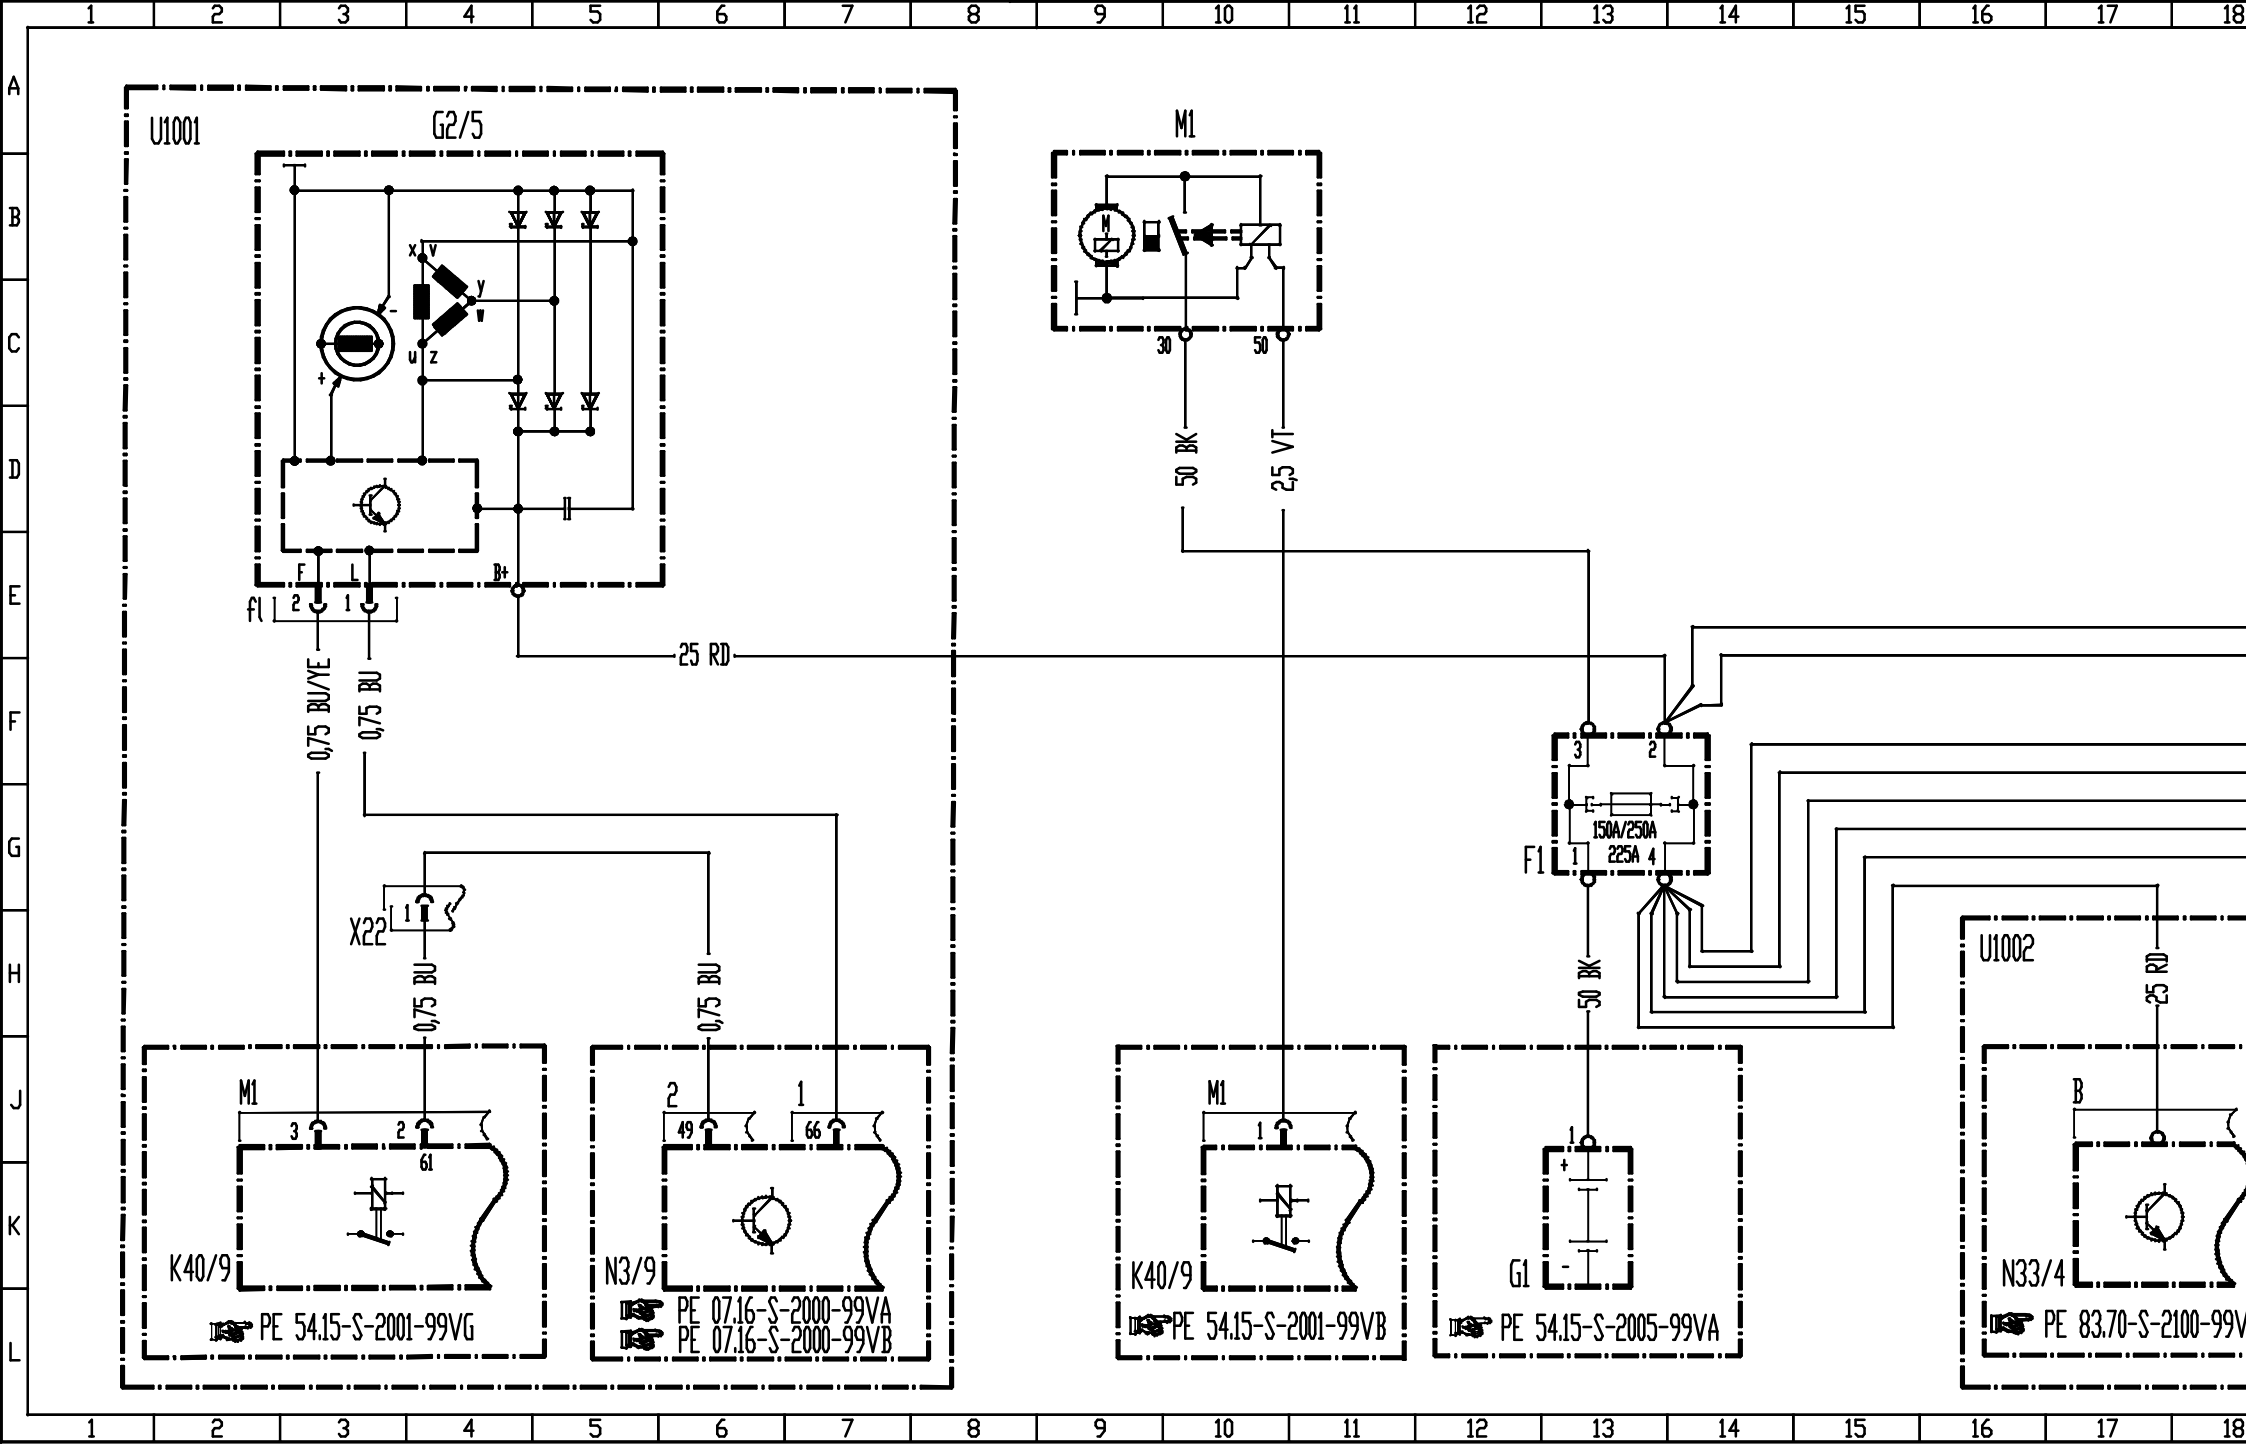 1 2 3 4 5 6 7 8 9 10 11 12 13 14 15 16 17 18
A
U1001
G2/5
M1
B
M
x v
y
w
C
-
u z
+
30
50
50 BK
2,5 VT
D
F
L
B+
E
f1
2
1
25 RD
0,75 BU/YE
0,75 BU
F
3
2
150A/250A
225A
1
4
F1
G
X22
1
U1002
H
0,75 BU
0,75 BU
50 BK
25 RD
J
M1
2
1
M1
B
3
2
49
66
1
1
61
+
K
K40/9
N3/9
K40/9
G1
-
N33/4
L
PE 54.15-S-2001-99VG
PE 07.16-S-2000-99VA
PE 07.16-S-2000-99VB
PE 54.15-S-2001-99VB
PE 54.15-S-2005-99VA
PE 83.70-S-2100-99V
1 2 3 4 5 6 7 8 9 10 11 12 13 14 15 16 17 18